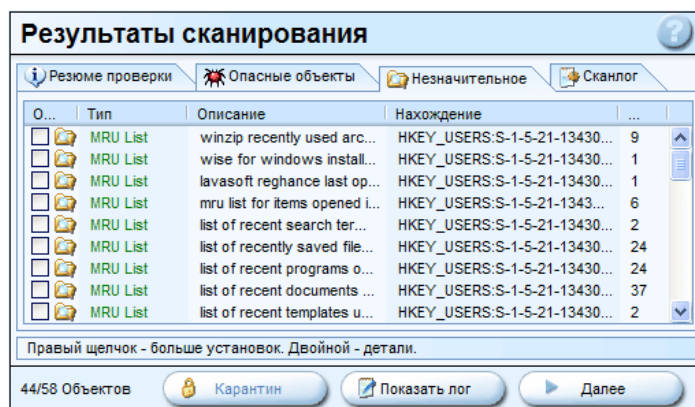 Результаты сканирования
?
Резюме проверки Опасные объекты Незначительное Сканлог
О... Тип Описание Нахождение ...
MRU List winzip recently used arc... HKEY_USERS:S-1-5-21-13430... 9
MRU List wise for windows install... HKEY_USERS:S-1-5-21-13430... 1
MRU List lavasoft reghance last op... HKEY_USERS:S-1-5-21-13430... 1
MRU List mru list for items opened i... HKEY_USERS:S-1-5-21-1343... 6
MRU List list of recent search ter... HKEY_USERS:S-1-5-21-13430... 2
MRU List list of recently saved file... HKEY_USERS:S-1-5-21-13430... 24
MRU List list of recent programs o... HKEY_USERS:S-1-5-21-13430... 24
MRU List list of recent documents ... HKEY_USERS:S-1-5-21-13430... 37
MRU List list of recent templates u... HKEY_USERS:S-1-5-21-13430... 2
Правый щелчок - больше установок. Двойной - детали.
44/58 Объектов Карантин Показать лог Далее